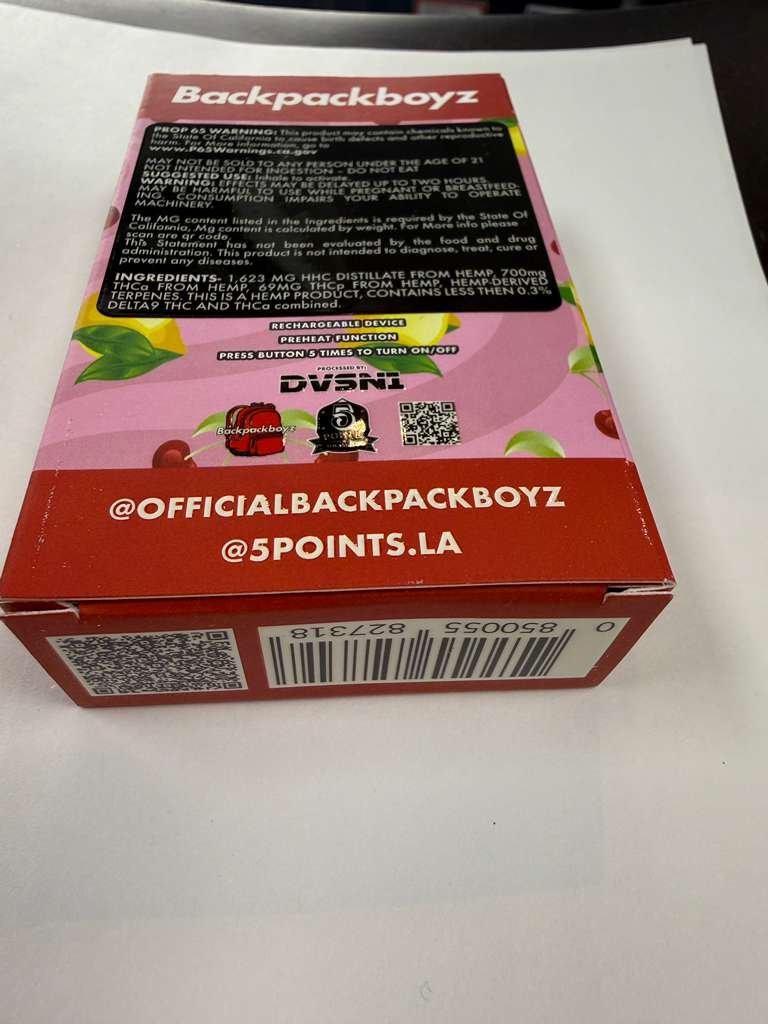 Backpackboyz
PROP 65 WARNING: This product may contain chemicals known to
the State Of California to cause birth defects and other reproductive
harm. For More Information, go to
www.P65Warnings.ca.gov
MAY NOT BE SOLD TO ANY PERSON UNDER THE AGE OF 21
NOT INTENDED FOR INGESTION - DO NOT EAT
SUGGESTED USE: Inhale to activate.
WARNING: EFFECTS MAY BE DELAYED UP TO TWO HOURS.
MAY BE HARMFUL TO USE WHILE PREGNANT OR BREASTFEED-
ING. CONSUMPTION IMPAIRS YOUR ABILITY TO OPERATE
MACHINERY.
The MG content listed in the Ingredients is required by the State Of
California, Mg content is calculated by weight. For More info please
scan are qr code.
This Statement has not been evaluated by the food and drug
administration. This product is not intended to diagnose, treat, cure or
prevent any diseases.
INGREDIENTS- 1,623 MG HHC DISTILLATE FROM HEMP, 700mg
THCa FROM HEMP, 69MG THCp FROM HEMP, HEMP-DERIVED
TERPENES. THIS IS A HEMP PRODUCT, CONTAINS LESS THEN 0.3%
DELTA9 THC AND THCa combined.
RECHARGEABLE DEVICE
PREHEAT FUNCTION
PRESS BUTTON 5 TIMES TO TURN ON/OFF
PROCESSED BY:
DVSNI
Backpackboyz
5
POINTS
@OFFICIALBACKPACKBOYZ
@5POINTS.LA
0 850055 827318